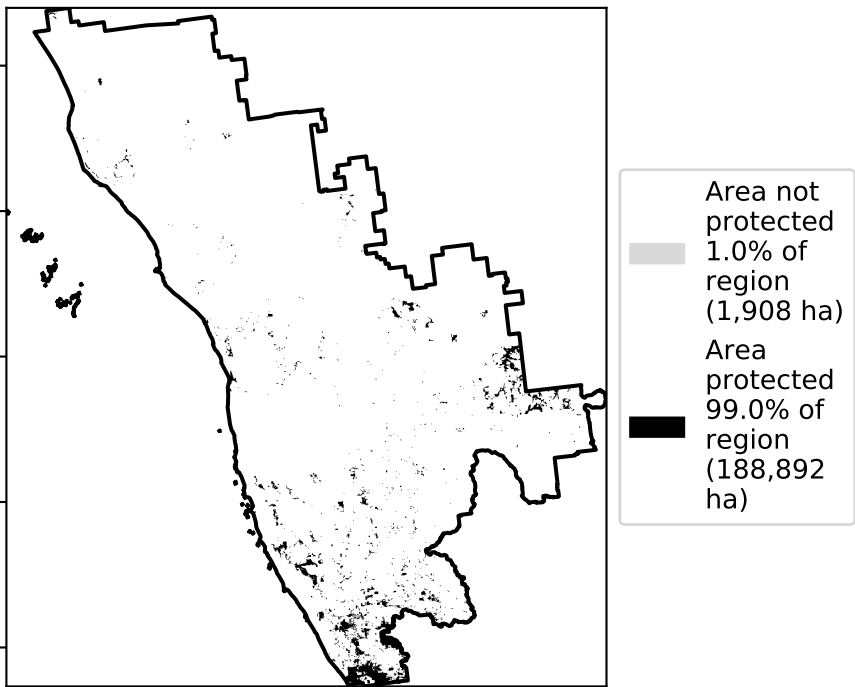 Area not
protected
1.0% of
region
(1,908 ha)
Area
protected
99.0% of
region
(188,892
ha)